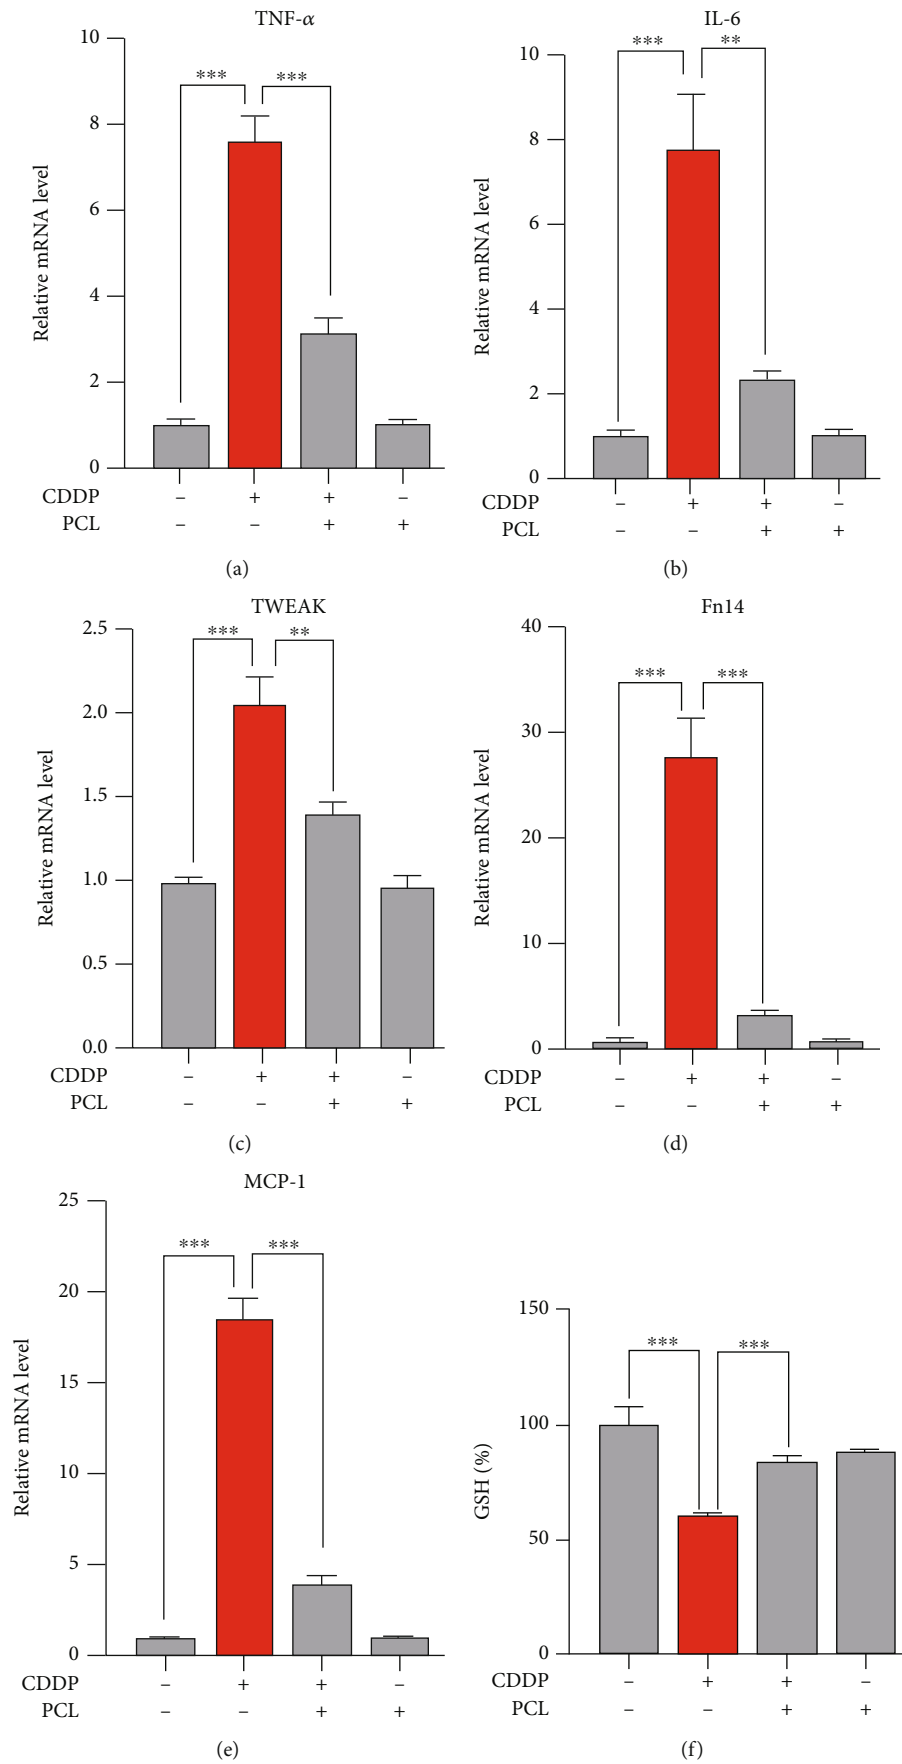 TNF-α
Relative mRNA level
10
8
6
4
2
0
*** ***
CDDP – + + –
PCL – – + +
(a)
IL-6
Relative mRNA level
10
8
6
4
2
0
*** **
CDDP – + + –
PCL – – + +
(b)
TWEAK
Relative mRNA level
2.5
2.0
1.5
1.0
0.5
0.0
*** **
CDDP – + + –
PCL – – + +
(c)
Fn14
Relative mRNA level
40
30
20
10
0
*** ***
CDDP – + + –
PCL – – + +
(d)
MCP-1
Relative mRNA level
25
20
15
10
5
0
*** ***
CDDP – + + –
PCL – – + +
(e)
GSH (%)
150
100
50
0
*** ***
CDDP – + + –
PCL – – + +
(f)